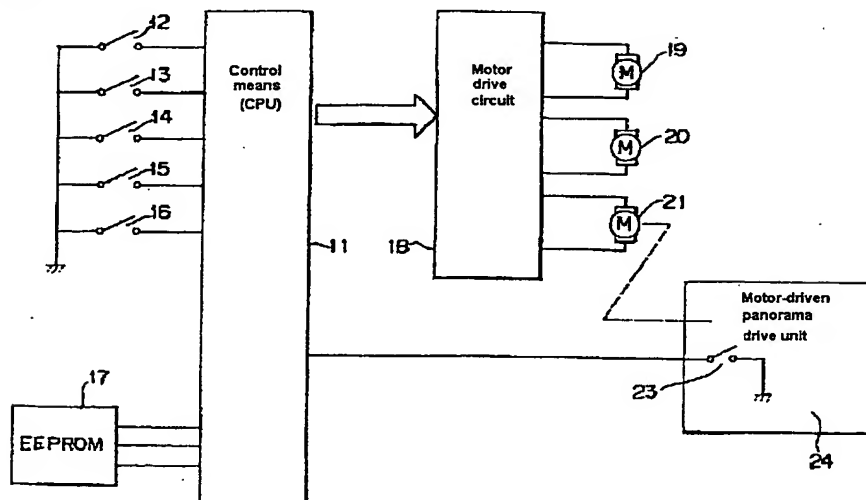 12
13
14
15
16
Control
means
(CPU)
11
Motor
drive
circuit
18
M
19
M
20
M
21
Motor-driven
panorama
drive unit
23
24
17
EEPROM